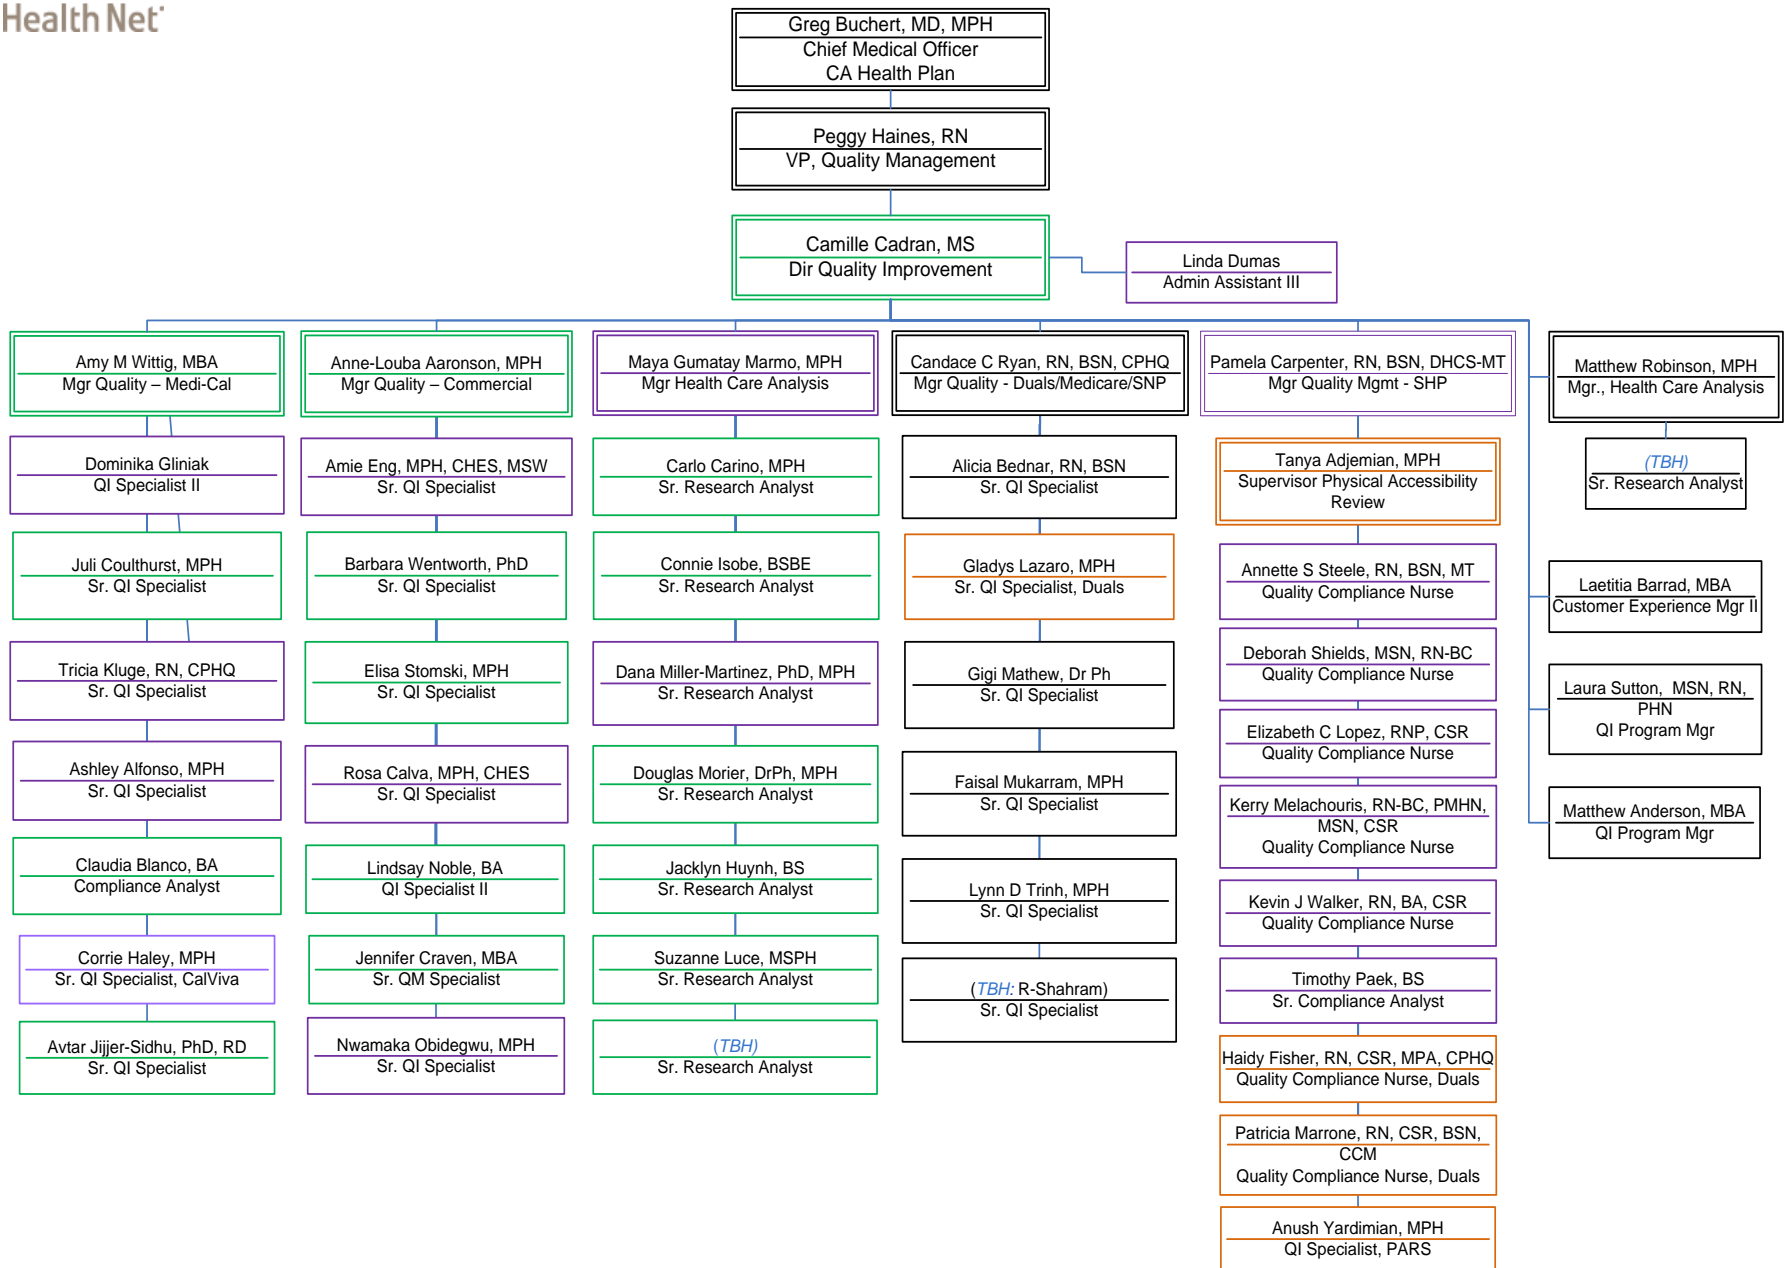 Health Net
Greg Buchert, MD, MPH
Chief Medical Officer
CA Health Plan
Peggy Haines, RN
VP, Quality Management
Camille Cadran, MS
Dir Quality Improvement
Linda Dumas
Admin Assistant III
Amy M Wittig, MBA
Mgr Quality – Medi-Cal
Dominika Gliniak
QI Specialist II
Juli Coulthurst, MPH
Sr. QI Specialist
Tricia Kluge, RN, CPHQ
Sr. QI Specialist
Ashley Alfonso, MPH
Sr. QI Specialist
Claudia Blanco, BA
Compliance Analyst
Corrie Haley, MPH
Sr. QI Specialist, CalViva
Avtar Jijjer-Sidhu, PhD, RD
Sr. QI Specialist
Anne-Louba Aaronson, MPH
Mgr Quality – Commercial
Amie Eng, MPH, CHES, MSW
Sr. QI Specialist
Barbara Wentworth, PhD
Sr. QI Specialist
Elisa Stomski, MPH
Sr. QI Specialist
Rosa Calva, MPH, CHES
Sr. QI Specialist
Lindsay Noble, BA
QI Specialist II
Jennifer Craven, MBA
Sr. QM Specialist
Nwamaka Obidegwu, MPH
Sr. QI Specialist
Maya Gumatay Marmo, MPH
Mgr Health Care Analysis
Carlo Carino, MPH
Sr. Research Analyst
Connie Isobe, BSBE
Sr. Research Analyst
Dana Miller-Martinez, PhD, MPH
Sr. Research Analyst
Douglas Morier, DrPh, MPH
Sr. Research Analyst
Jacklyn Huynh, BS
Sr. Research Analyst
Suzanne Luce, MSPH
Sr. Research Analyst
(TBH)
Sr. Research Analyst
Candace C Ryan, RN, BSN, CPHQ
Mgr Quality - Duals/Medicare/SNP
Alicia Bednar, RN, BSN
Sr. QI Specialist
Gladys Lazaro, MPH
Sr. QI Specialist, Duals
Gigi Mathew, Dr Ph
Sr. QI Specialist
Faisal Mukarram, MPH
Sr. QI Specialist
Lynn D Trinh, MPH
Sr. QI Specialist
(TBH: R-Shahram)
Sr. QI Specialist
Pamela Carpenter, RN, BSN, DHCS-MT
Mgr Quality Mgmt - SHP
Tanya Adjemian, MPH
Supervisor Physical Accessibility
Review
Annette S Steele, RN, BSN, MT
Quality Compliance Nurse
Deborah Shields, MSN, RN-BC
Quality Compliance Nurse
Elizabeth C Lopez, RNP, CSR
Quality Compliance Nurse
Kerry Melachouris, RN-BC, PMHN,
MSN, CSR
Quality Compliance Nurse
Kevin J Walker, RN, BA, CSR
Quality Compliance Nurse
Timothy Paek, BS
Sr. Compliance Analyst
Haidy Fisher, RN, CSR, MPA, CPHQ
Quality Compliance Nurse, Duals
Patricia Marrone, RN, CSR, BSN,
CCM
Quality Compliance Nurse, Duals
Anush Yardimian, MPH
QI Specialist, PARS
Matthew Robinson, MPH
Mgr., Health Care Analysis
(TBH)
Sr. Research Analyst
Laetitia Barrad, MBA
Customer Experience Mgr II
Laura Sutton, MSN, RN,
PHN
QI Program Mgr
Matthew Anderson, MBA
QI Program Mgr